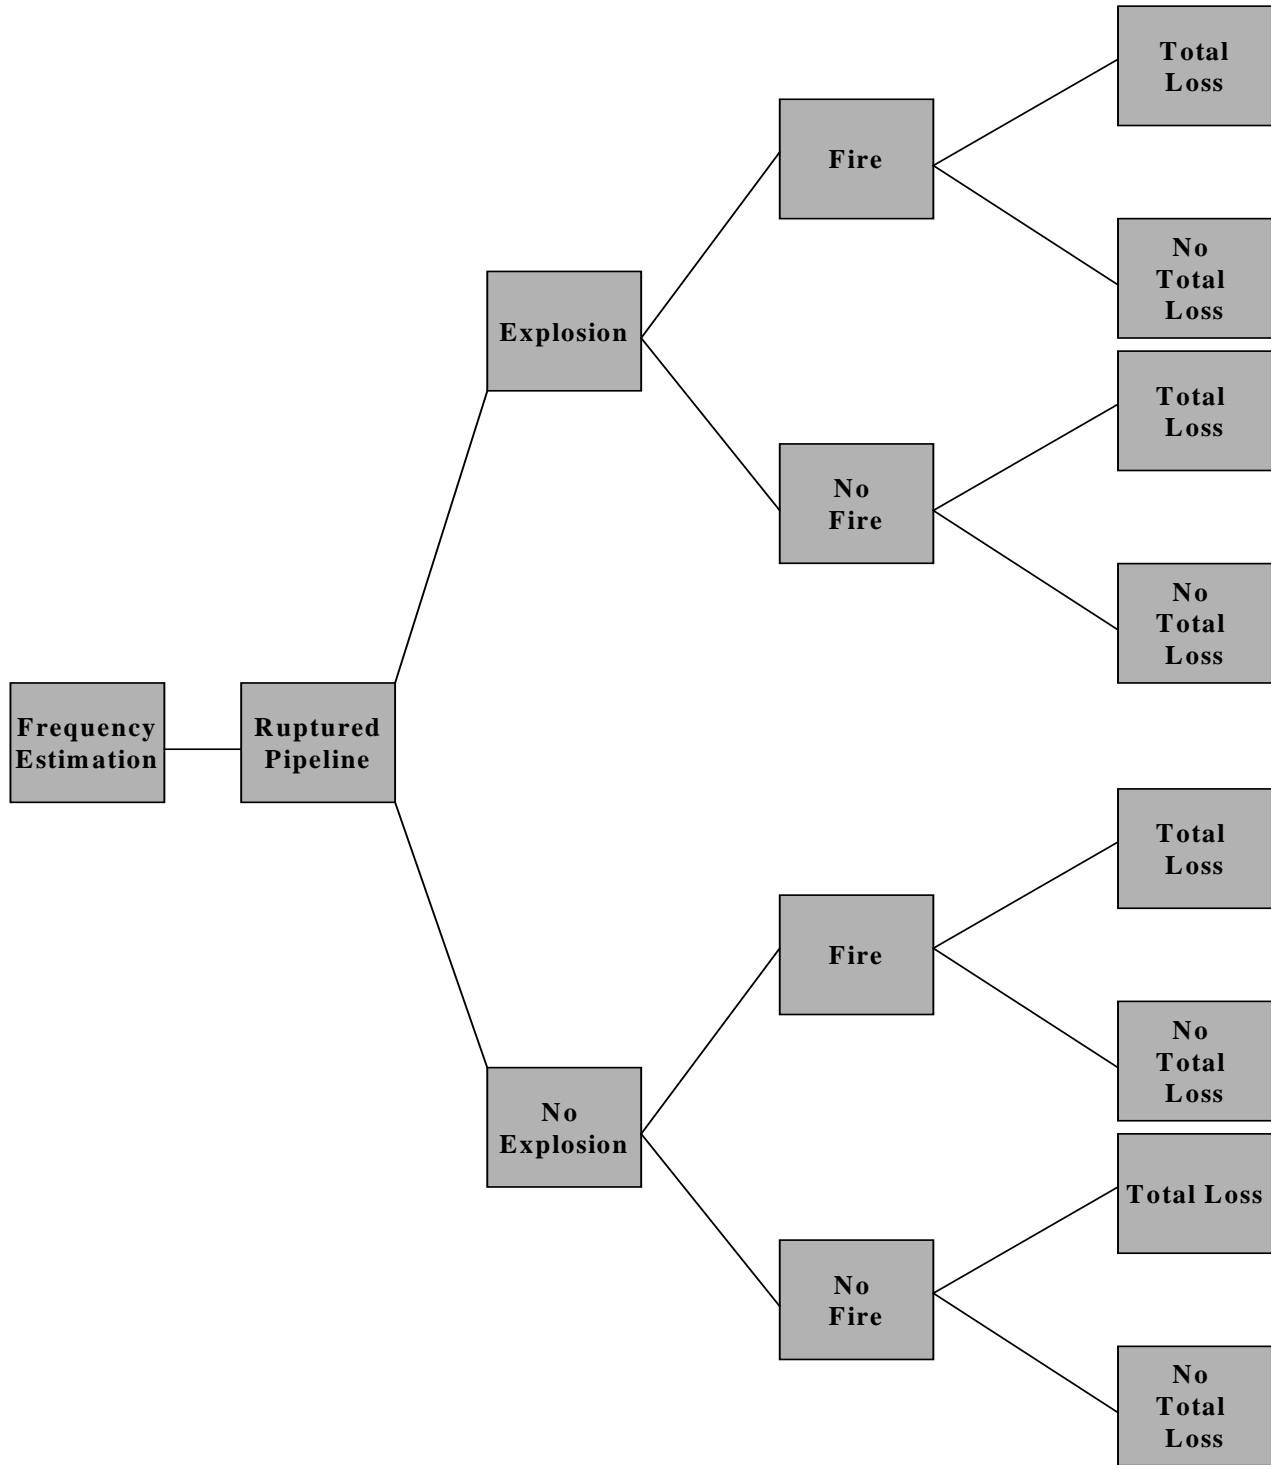 Total
Loss
Fire
No
Total
Loss
Explosion
Total
Loss
No
Fire
No
Total
Loss
Frequency
Estimation
Ruptured
Pipeline
Total
Loss
Fire
No
Total
Loss
No
Explosion
Total Loss
No
Fire
No
Total
Loss